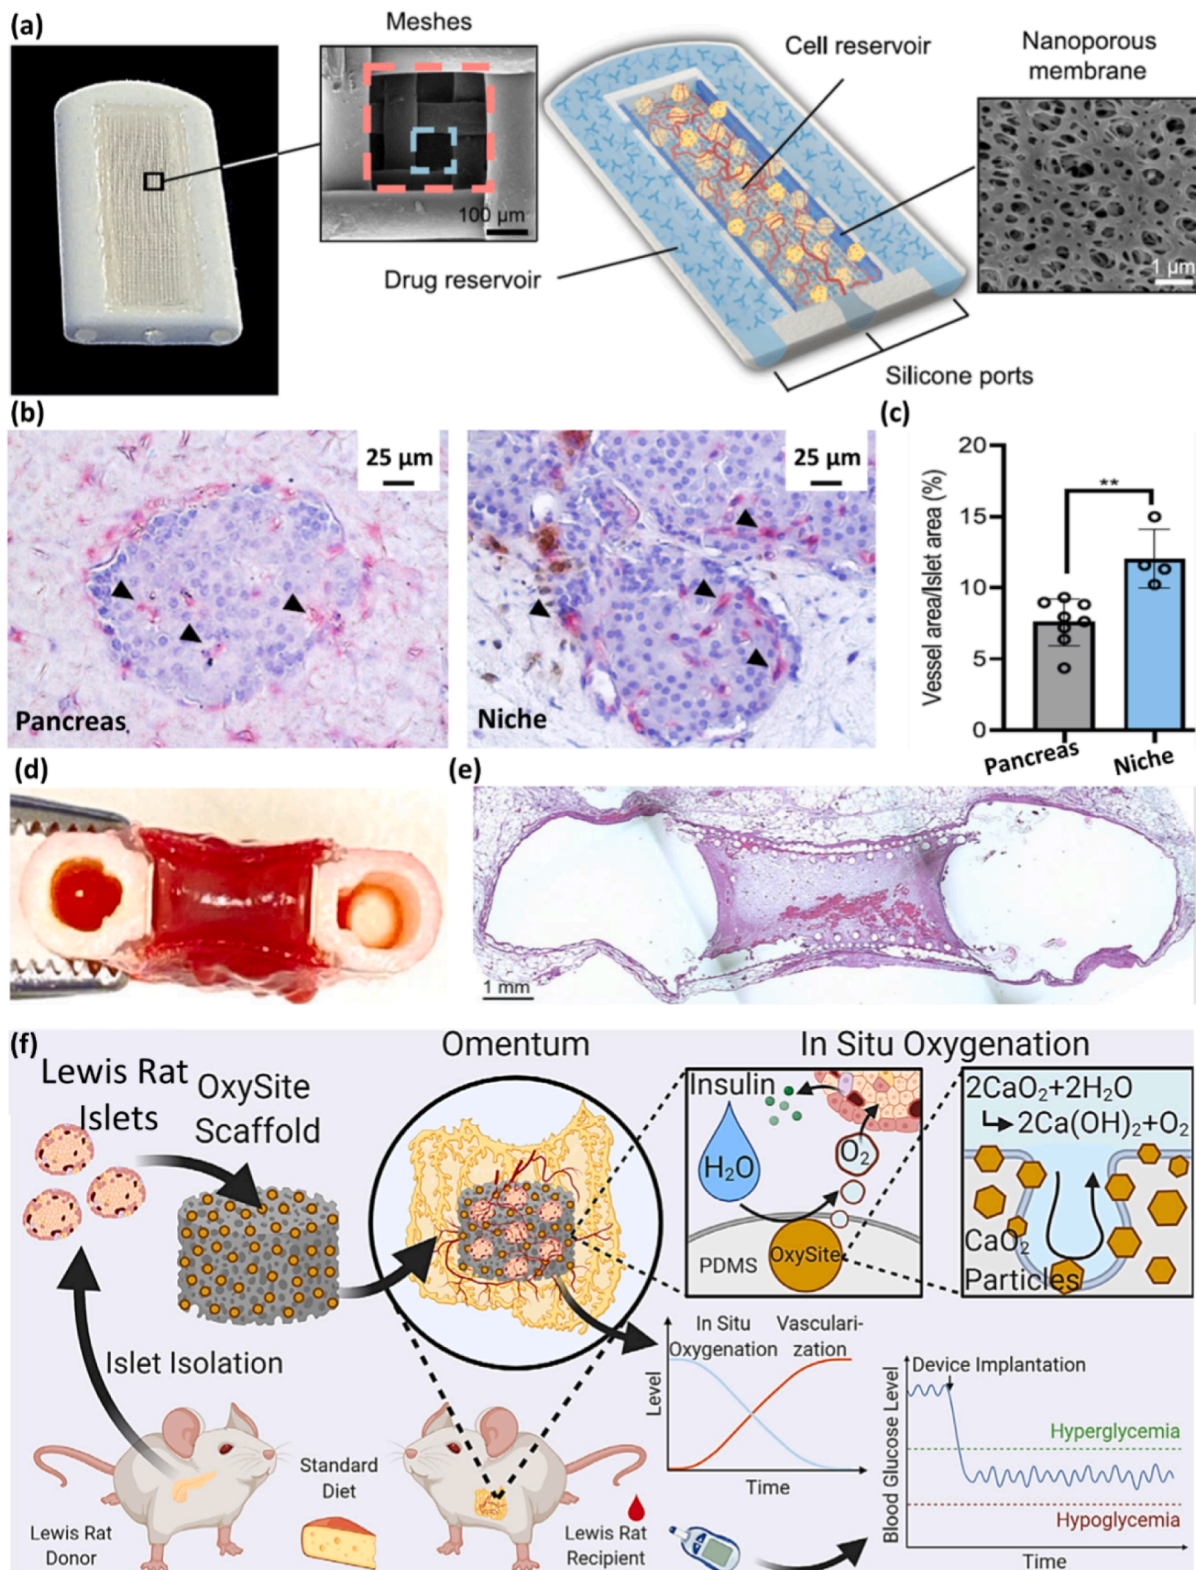 (a)
Meshes
100 µm
Cell reservoir
Nanoporous
membrane
1 µm
Drug reservoir
Silicone ports
(b)
25 µm
Pancreas
25 µm
Niche
(c)
Vessel area/Islet area (%)
20
15
10
5
0
**
Pancreas
Niche
(d)
(e)
1 mm
(f)
Lewis Rat
Islets
OxySite
Scaffold
Islet Isolation
Lewis Rat
Donor
Standard
Diet
Omentum
Lewis Rat
Recipient
In Situ Oxygenation
Insulin
H₂O
O₂
PDMS
OxySite
2CaO₂+2H₂O
2Ca(OH)₂+O₂
CaO₂
Particles
In Situ
Oxygenation
Vasculari-
zation
Level
Time
Blood Glucose Level
Device Implantation
Hyperglycemia
Hypoglycemia
Time